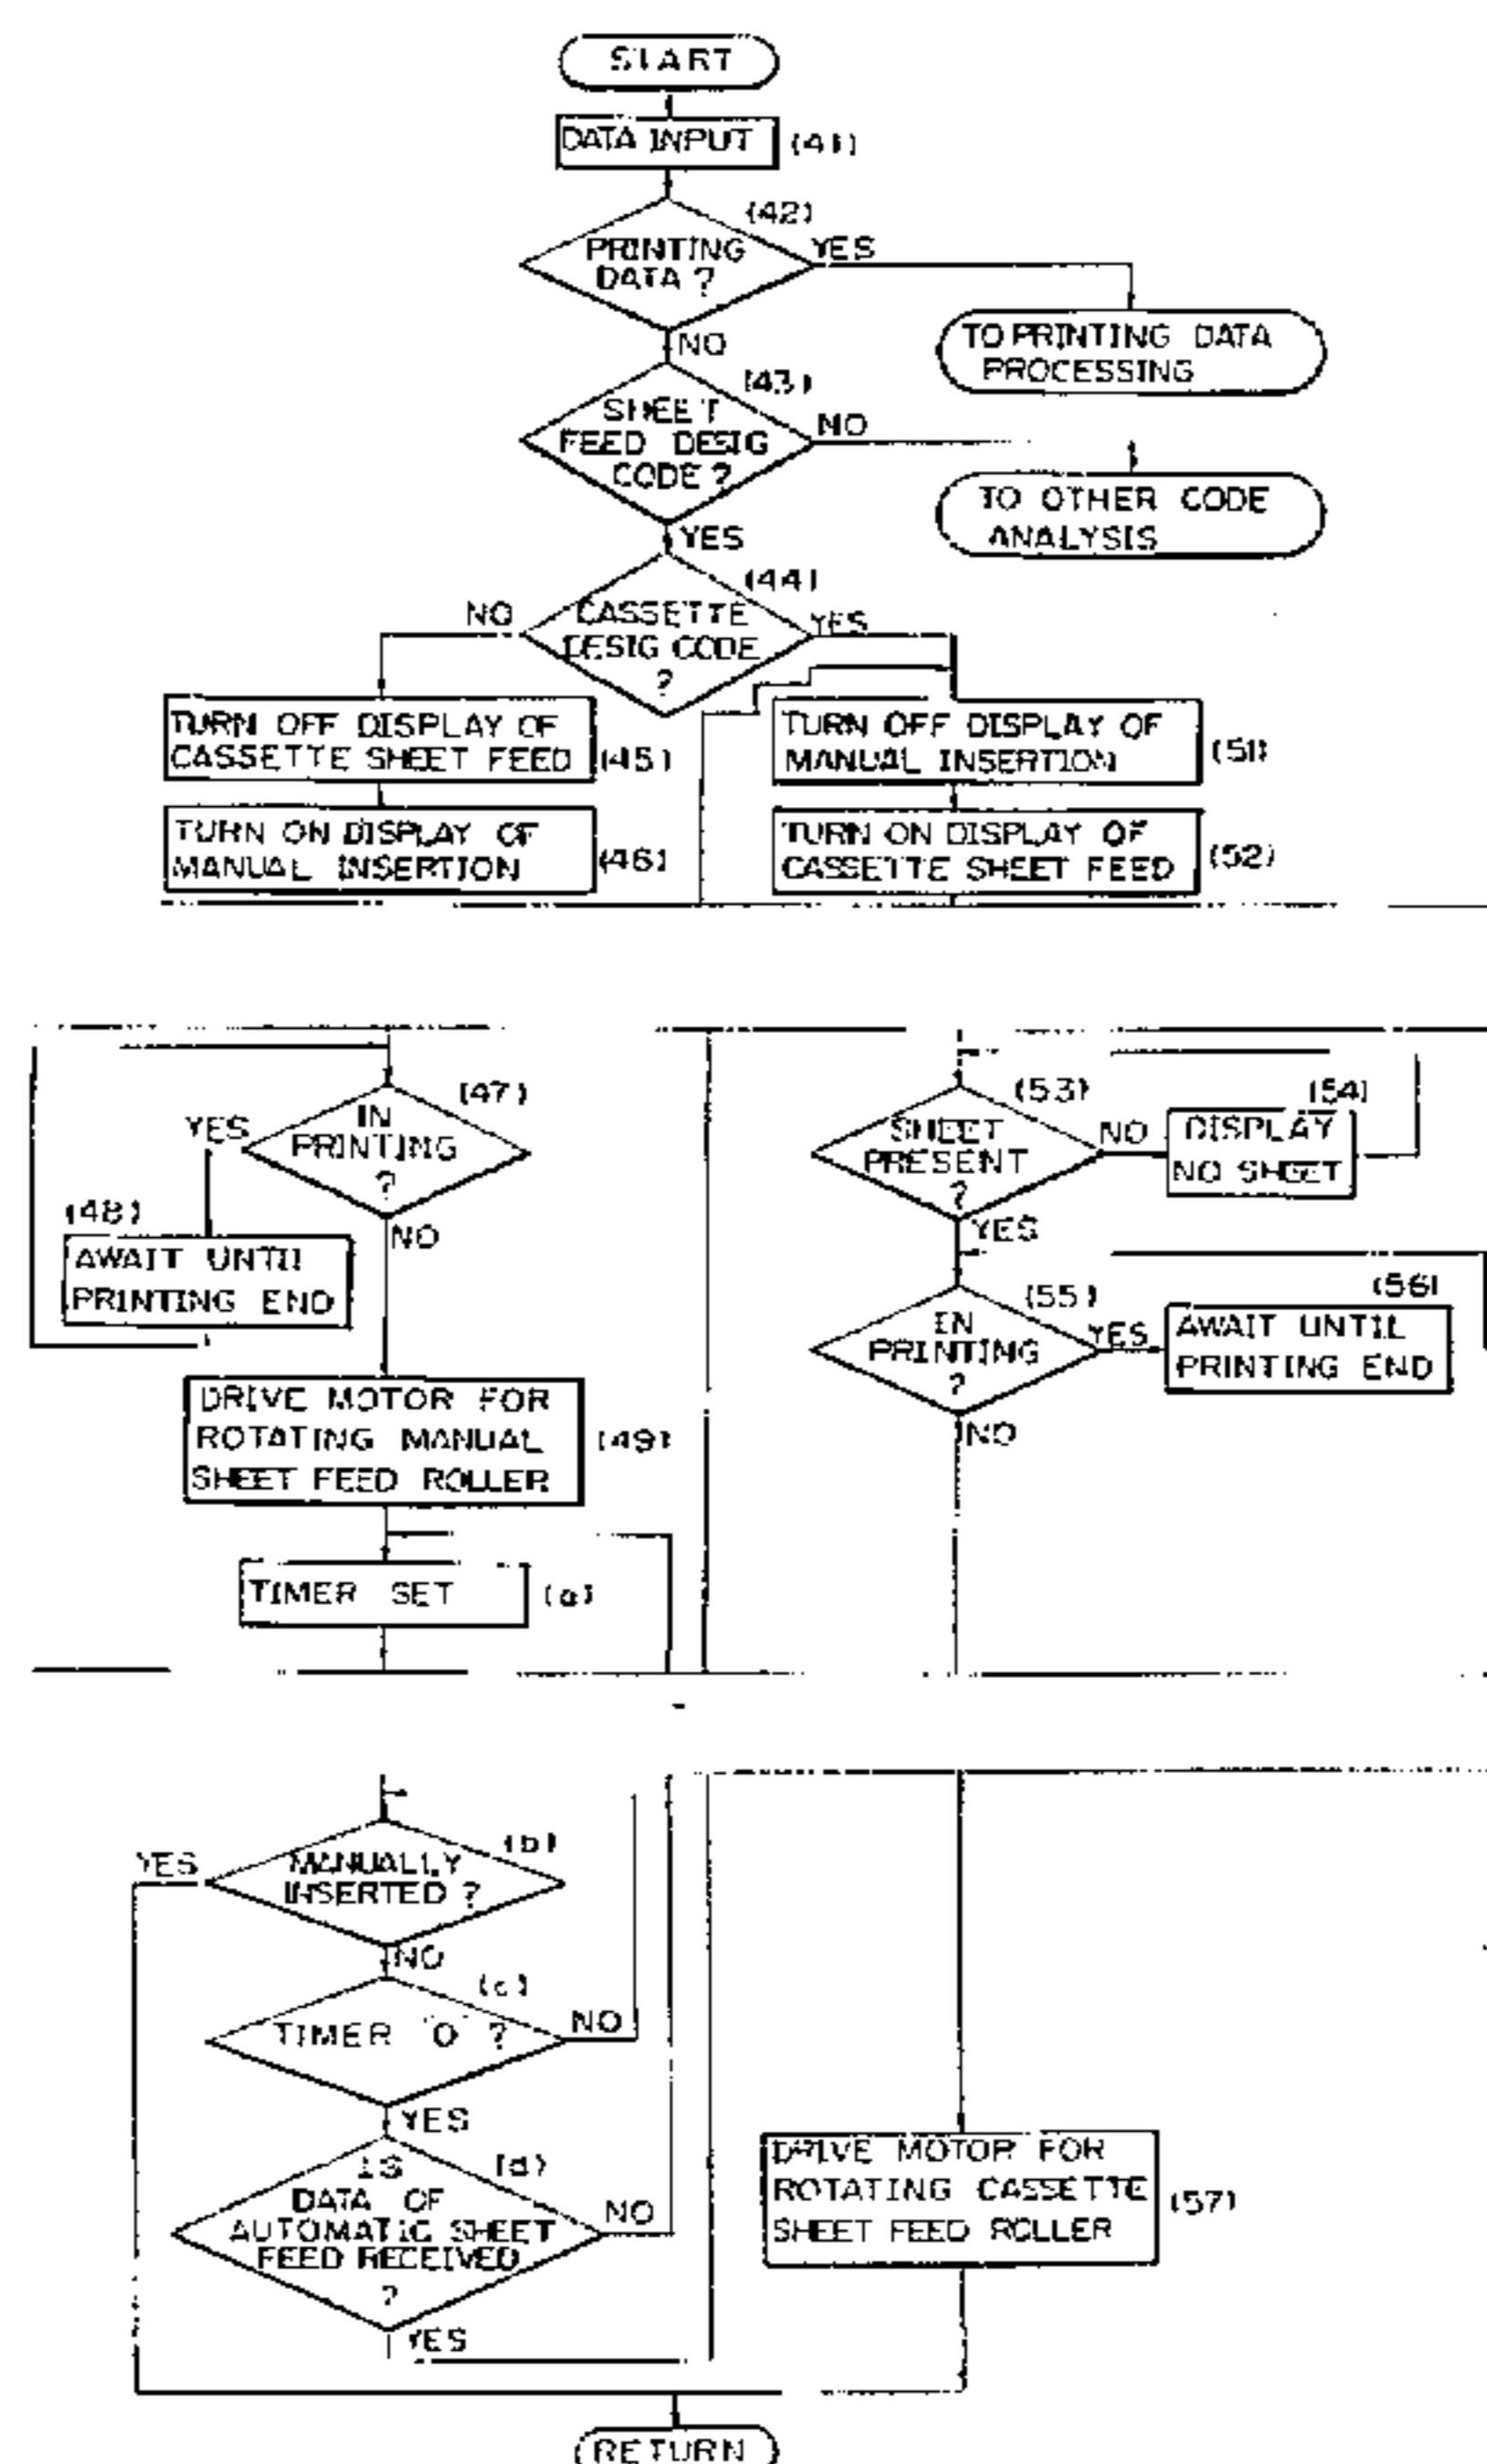 START
DATA INPUT (41)
(42)
PRINTING
DATA ?
YES
TO PRINTING DATA
PROCESSING
NO
(43)
SHEET
FEED DESIG
CODE ?
NO
TO OTHER CODE
ANALYSIS
YES
(44)
CASSETTE
DESIG CODE
?
NO
YES
TURN OFF DISPLAY OF
CASSETTE SHEET FEED (45)
TURN ON DISPLAY OF
MANUAL INSERTION (46)
TURN OFF DISPLAY OF
MANUAL INSERTION (51)
TURN ON DISPLAY OF
CASSETTE SHEET FEED (52)
(47)
IN
PRINTING
?
YES
NO
(48)
AWAIT UNTIL
PRINTING END
DRIVE MOTOR FOR
ROTATING MANUAL
SHEET FEED ROLLER
(49)
TIMER SET (a)
(53)
SHEET
PRESENT
?
NO
(54)
DISPLAY
NO SHEET
YES
(55)
IN
PRINTING
?
YES
(56)
AWAIT UNTIL
PRINTING END
NO
(b)
MANUALLY
INSERTED ?
YES
NO
(c)
TIMER "0" ?
NO
YES
(d)
IS
DATA OF
AUTOMATIC SHEET
FEED RECEIVED
?
NO
YES
DRIVE MOTOR FOR
ROTATING CASSETTE
SHEET FEED ROLLER
(57)
RETURN